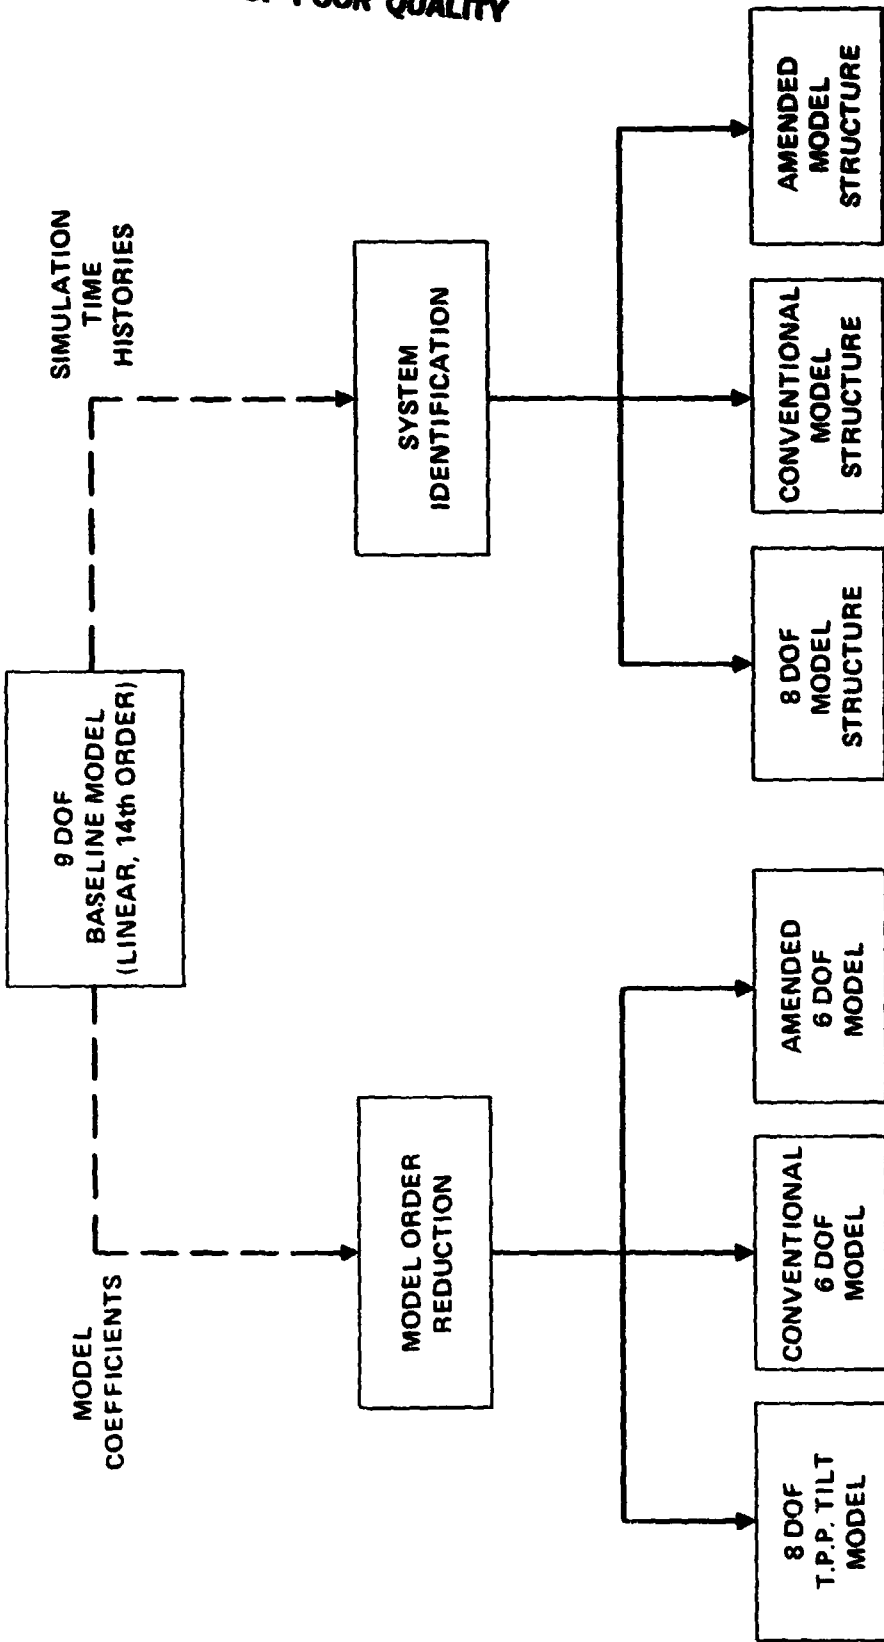 POOR QUALITY
9 DOF
BASELINE MODEL
(LINEAR, 14th ORDER)
MODEL
COEFFICIENTS
SIMULATION
TIME
HISTORIES
MODEL ORDER
REDUCTION
SYSTEM
IDENTIFICATION
8 DOF
T.P.P. TILT
MODEL
CONVENTIONAL
6 DOF
MODEL
AMENDED
6 DOF
MODEL
8 DOF
MODEL
STRUCTURE
CONVENTIONAL
MODEL
STRUCTURE
AMENDED
MODEL
STRUCTURE